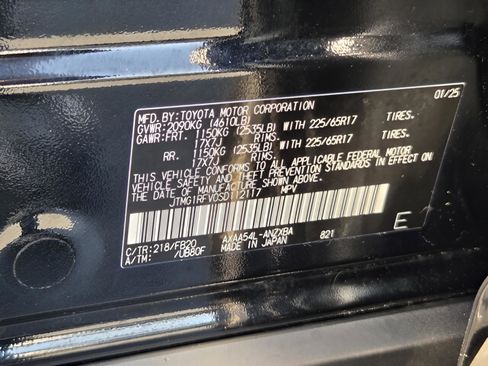 MFD.BY:TOYOTA MOTOR CORPORATION 01/25
GVWR:2090KG (4610LB)
GAWR:FRT. 1150KG (2535LB) WITH 225/65R17 TIRES.
17X7J RIMS.
RR. 1150KG (2535LB) WITH 225/65R17 TIRES.
17X7J RIMS.
THIS VEHICLE CONFORMS TO ALL APPLICABLE FEDERAL MOTOR
VEHICLE SAFETY AND THEFT PREVENTION STANDARDS IN EFFECT
ON THE DATE OF MANUFACTURE SHOWN ABOVE.
JTMG1RFV0SD112117 MPV
E
C/TR:218/FB20 AXAA54L-ANZXBA 821
A/TM: /UB80F MADE IN JAPAN